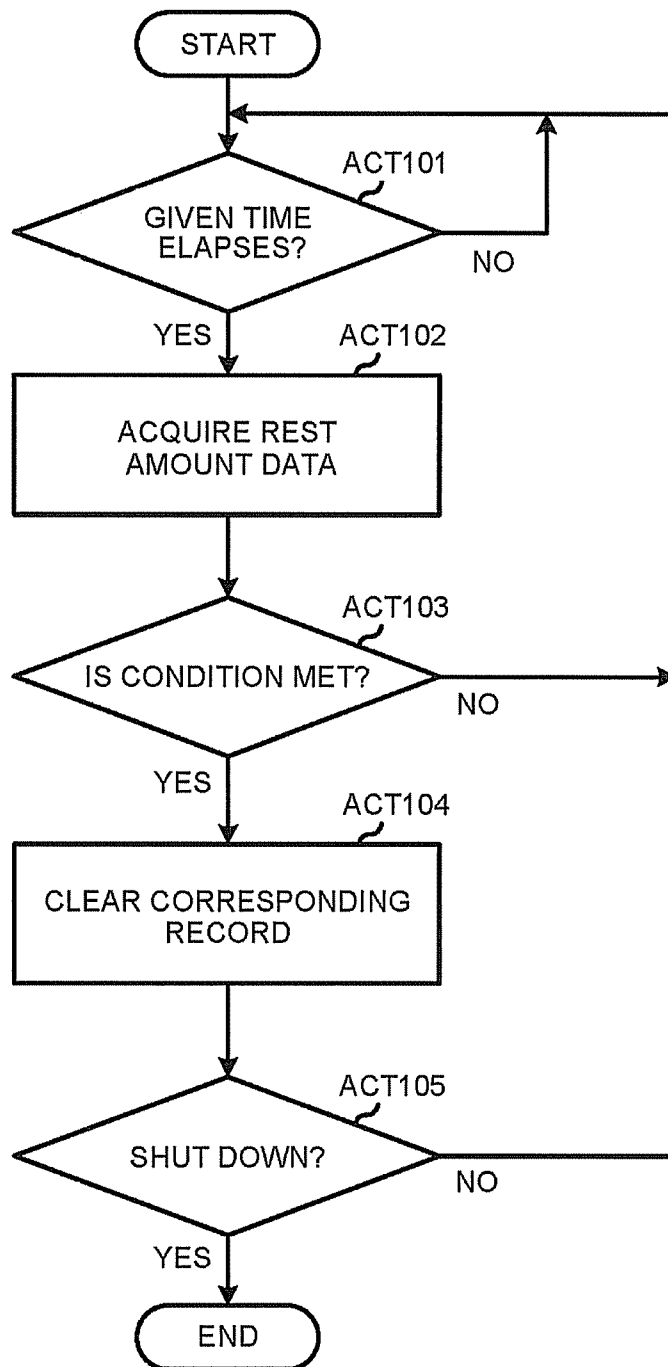 START
ACT101
GIVEN TIME
ELAPSES?
NO
YES
ACT102
ACQUIRE REST
AMOUNT DATA
ACT103
IS CONDITION MET?
NO
YES
ACT104
CLEAR CORRESPONDING
RECORD
ACT105
SHUT DOWN?
NO
YES
END